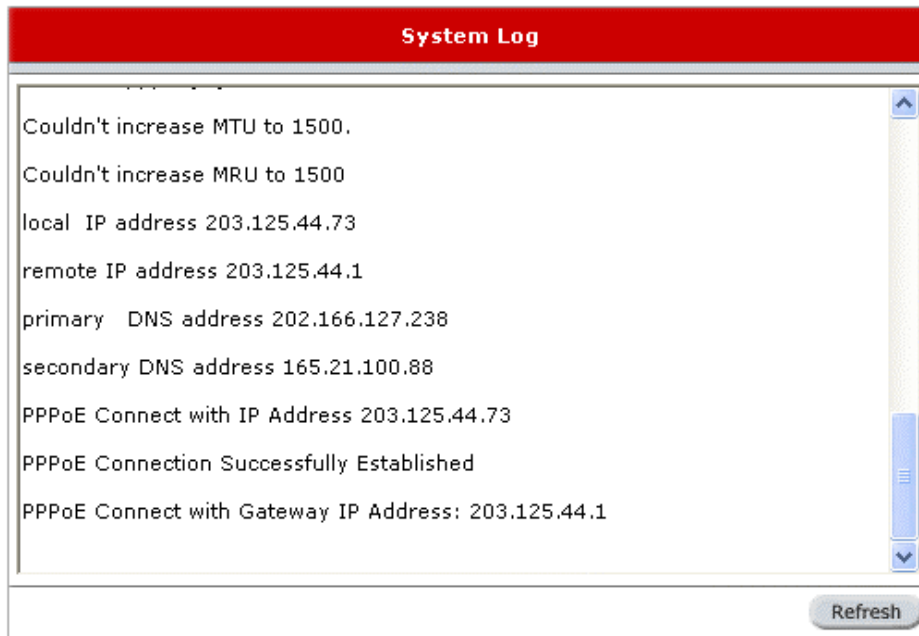 System Log
Couldn't increase MTU to 1500.
Couldn't increase MRU to 1500
local  IP address 203.125.44.73
remote IP address 203.125.44.1
primary   DNS address 202.166.127.238
secondary DNS address 165.21.100.88
PPPoE Connect with IP Address 203.125.44.73
PPPoE Connection Successfully Established
PPPoE Connect with Gateway IP Address: 203.125.44.1
Refresh